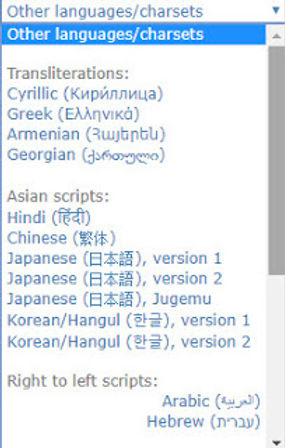 Other languages/charsets
Other languages/charsets
Transliterations:
Cyrillic (Кири́ллица)
Greek (Ελληνικά)
Armenian (Հայերեն)
Georgian (ქართული)
Asian scripts:
Hindi (हिंदी)
Chinese (繁体)
Japanese (日本語), version 1
Japanese (日本語), version 2
Japanese (日本語), Jugemu
Korean/Hangul (한글), version 1
Korean/Hangul (한글), version 2
Right to left scripts:
Arabic (العربية)
Hebrew (עברית)